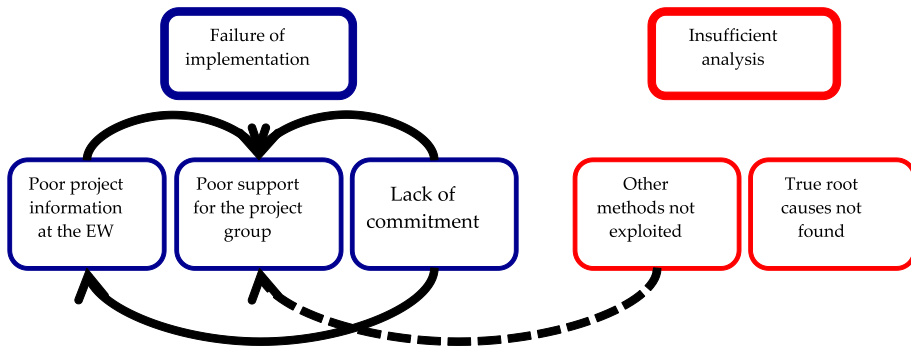 Failure of
implementation
Insufficient
analysis
Poor project
information
at the EW
Poor support
for the project
group
Lack of
commitment
Other
methods not
exploited
True root
causes not
found